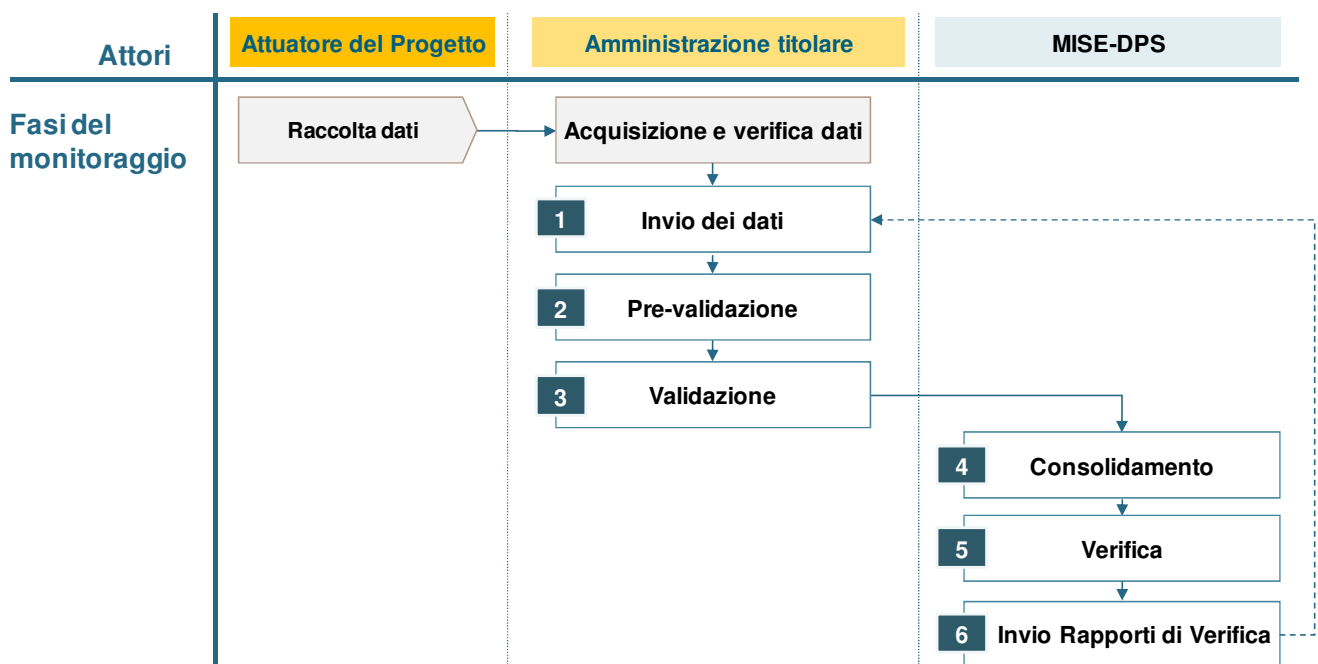 Attori
Attuatore del Progetto
Amministrazione titolare
MISE-DPS
Fasi del
monitoraggio
Raccolta dati
Acquisizione e verifica dati
1
Invio dei dati
2
Pre-validazione
3
Validazione
4
Consolidamento
5
Verifica
6
Invio Rapporti di Verifica